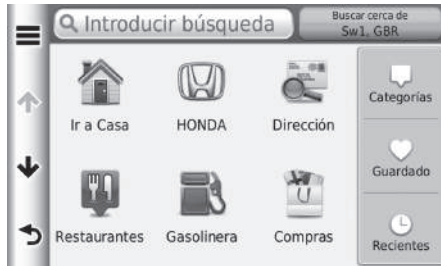 Introducir búsqueda
Buscar cerca de
Sw1, GBR
Ir a Casa
HONDA
Dirección
Categorías
Guardado
Restaurantes
Gasolinera
Compras
Recientes